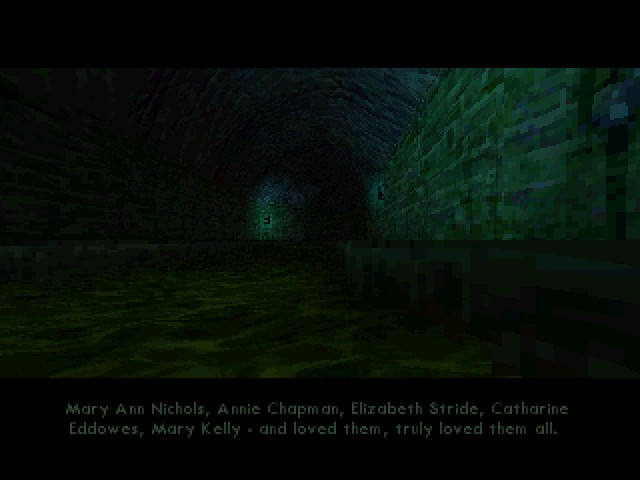 Mary Ann Nichols, Annie Chapman, Elizabeth Stride, Catharine
Eddowes, Mary Kelly - and loved them, truly loved them all.